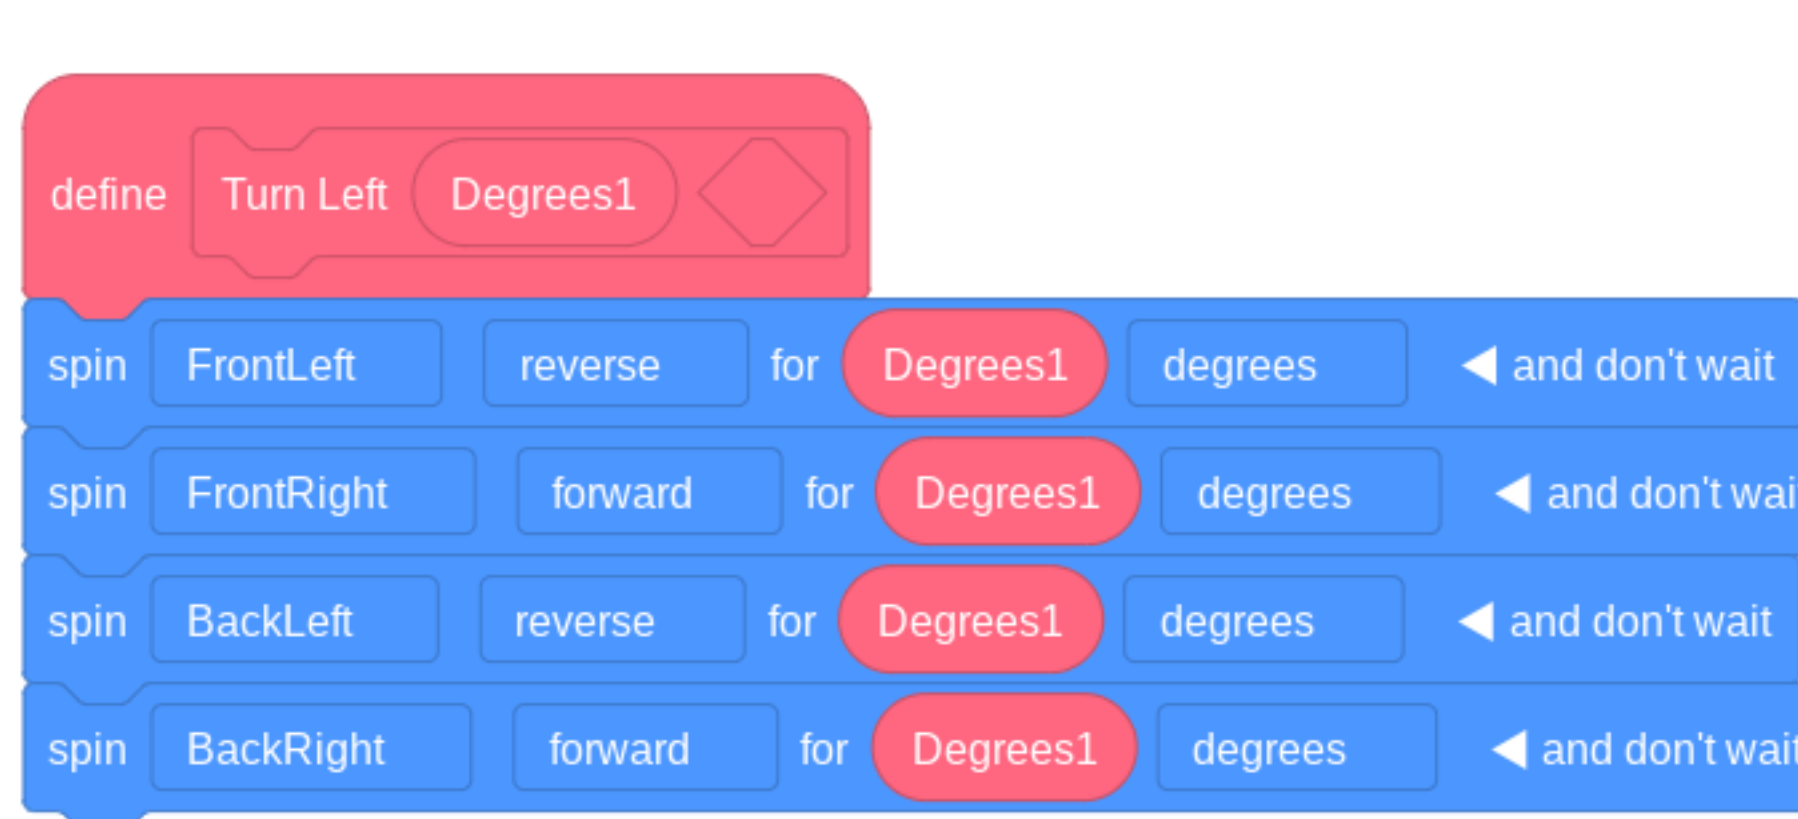 define Turn Left Degrees1
spin FrontLeft reverse for Degrees1 degrees and don't wait
spin FrontRight forward for Degrees1 degrees and don't wai
spin BackLeft reverse for Degrees1 degrees and don't wait
spin BackRight forward for Degrees1 degrees and don't wait